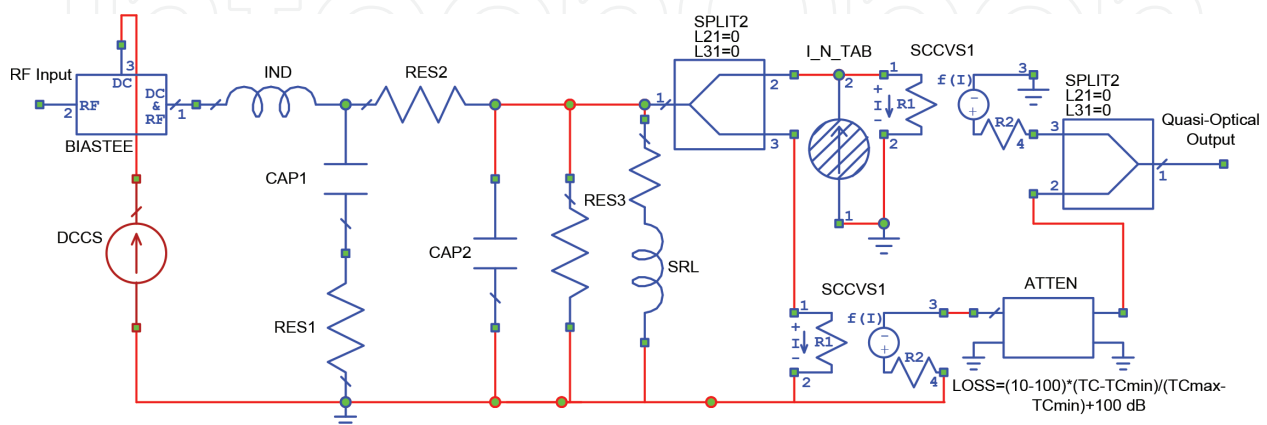 SPLIT2
L21=0
L31=0
I_N_TAB
SCCVS1
RF Input
3
DC
RF
2
DC
&
RF
1
BIASTEE
IND
RES2
1
2
3
2
1
1
+
I
-
R1
2
f(I)
-
+
R2
3
4
SPLIT2
L21=0
L31=0
3
2
1
Quasi-Optical
Output
CAP1
DCCS
RES1
CAP2
RES3
SRL
SCCVS1
1
+
I
-
R1
2
f(I)
-
+
R2
3
4
ATTEN
LOSS=(10-100)*(TC-TCmin)/(TCmax-
TCmin)+100 dB